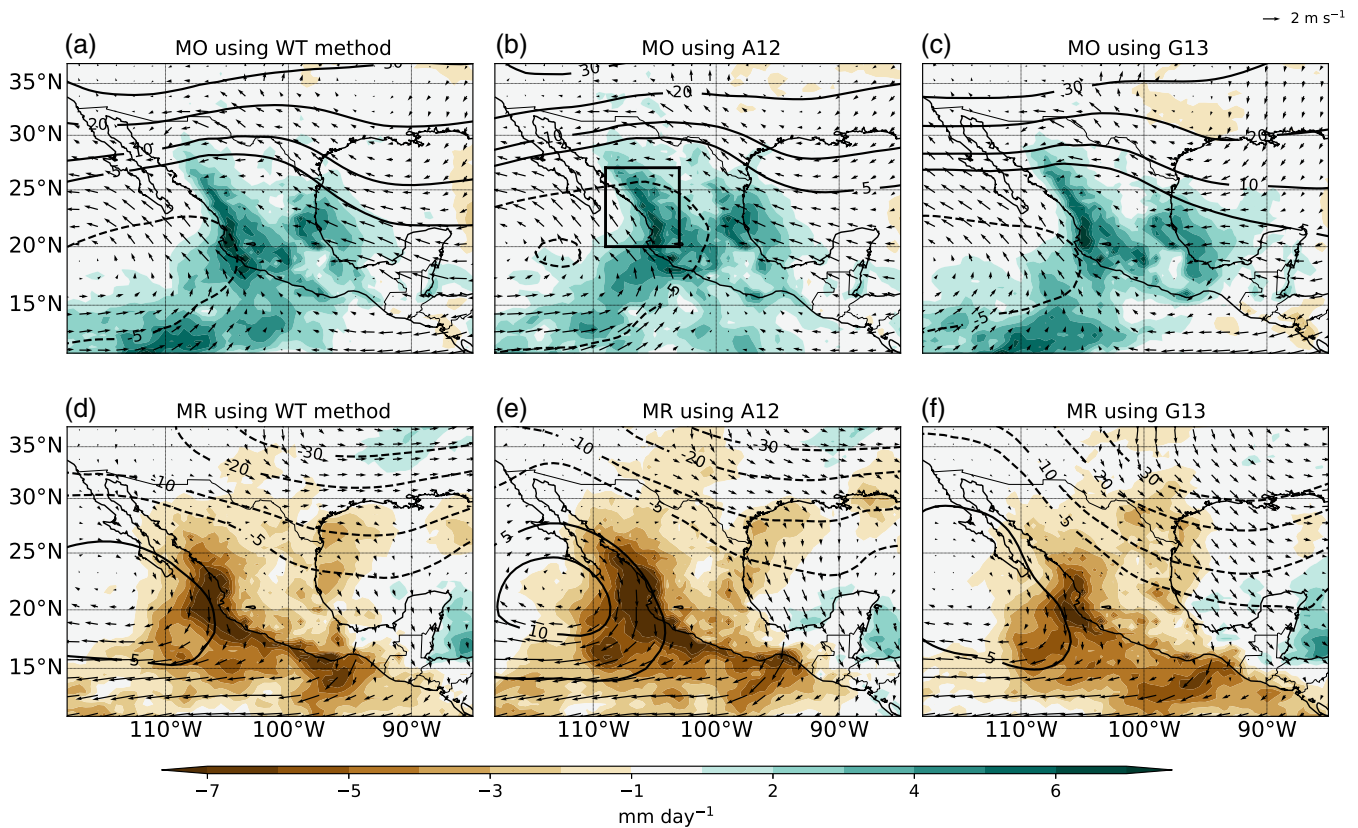 2 m s⁻¹
(a) MO using WT method
(b) MO using A12
(c) MO using G13
35°N
30°N
25°N
20°N
15°N
30
20
10
5
-5
30
20
10
5
-5
30
20
10
5
-5
(d) MR using WT method
(e) MR using A12
(f) MR using G13
35°N
30°N
25°N
20°N
15°N
-30
-20
-10
-5
5
-10
-20
-30
-5
5
10
-10
-20
-30
-5
5
110°W 100°W 90°W 110°W 100°W 90°W 110°W 100°W 90°W
−7 −5 −3 −1 2 4 6
mm day⁻¹